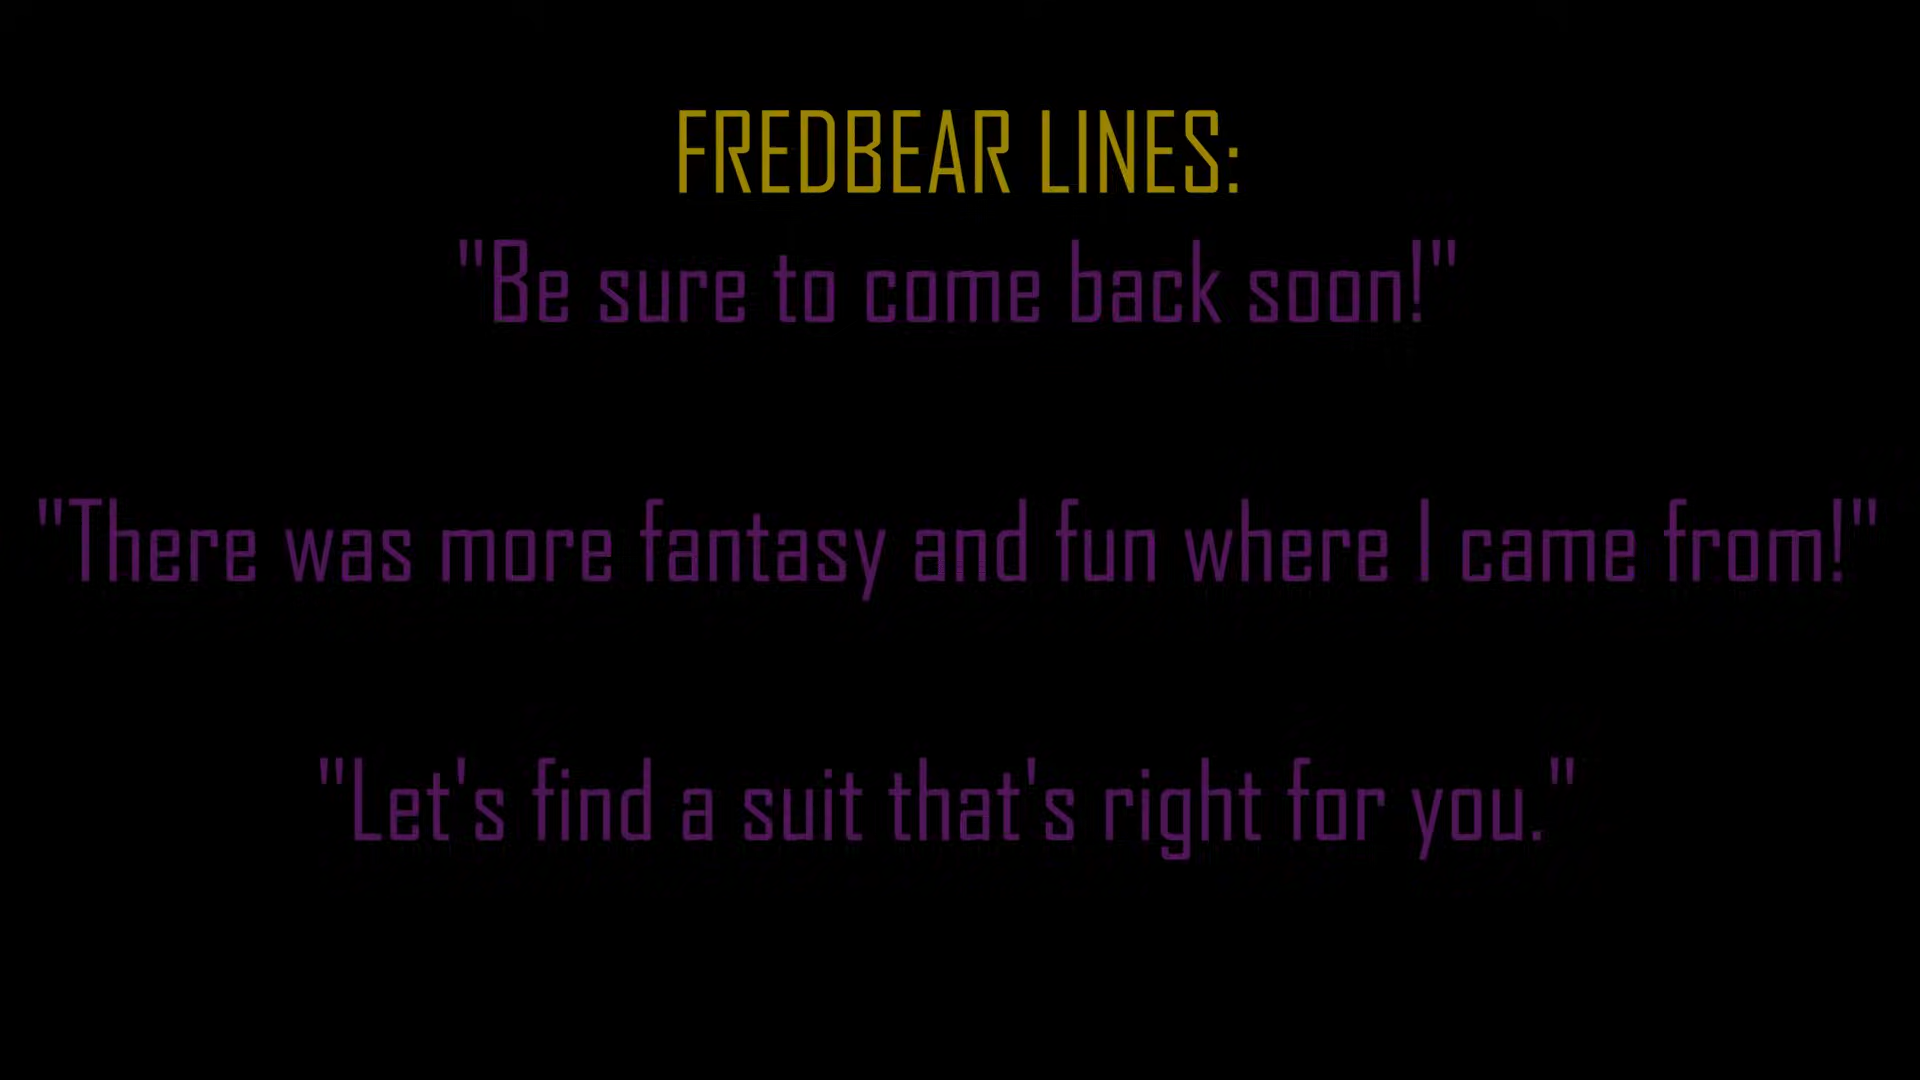 FREDBEAR LINES:
"Be sure to come back soon!"
"There was more fantasy and fun where I came from!"
"Let's find a suit that's right for you."